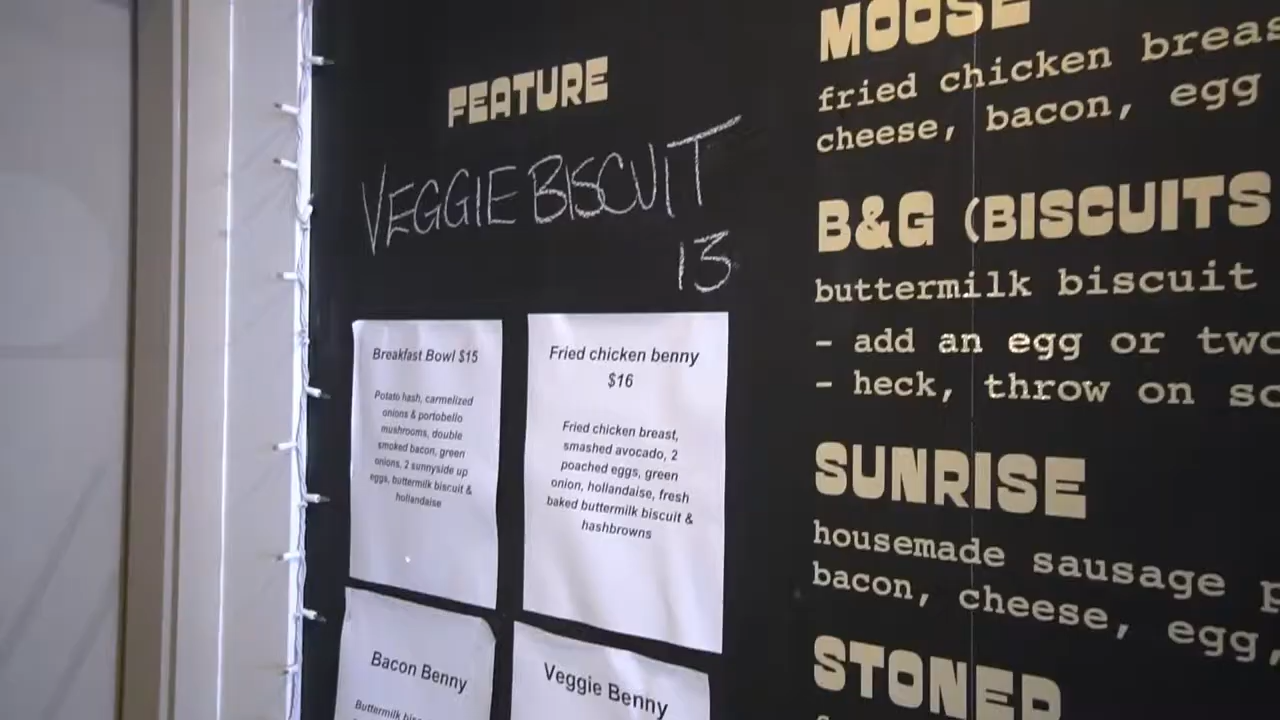 FEATURE
VEGGIE BISCUIT
13
Breakfast Bowl $15
Potato hash, carmelized
onions & portobello
mushrooms, double
smoked bacon, green
onions, 2 sunnyside up
eggs, buttermilk biscuit &
hollandaise
Fried chicken benny
$16
Fried chicken breast,
smashed avocado, 2
poached eggs, green
onion, hollandaise, fresh
baked buttermilk biscuit &
hashbrowns
Bacon Benny
Buttermilk
Veggie Benny
MOOSE
fried chicken
cheese, bacon, egg
B&G (BISCUITS
buttermilk biscuit
- add an egg or two
- heck, throw on
SUNRISE
housemade sausage
bacon, cheese, egg,
STONED